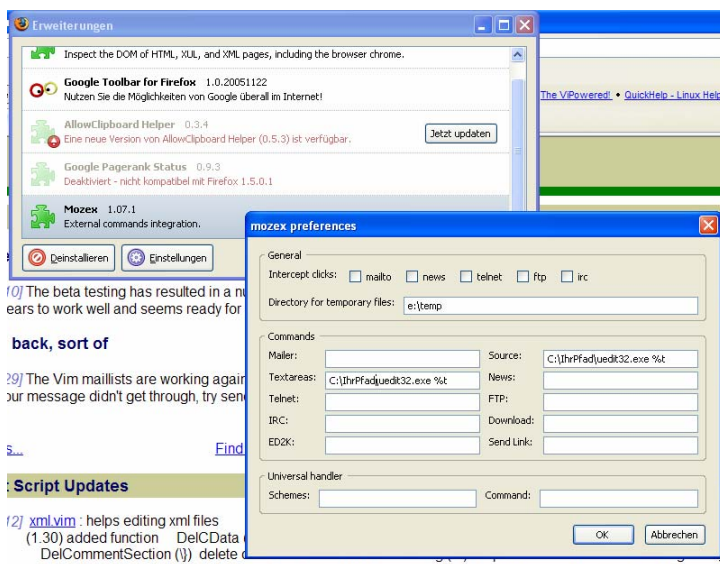 Erweiterungen
Inspect the DOM of HTML, XUL, and XML pages, including the browser chrome.
Google Toolbar for Firefox 1.0.20051122
Nutzen Sie die Möglichkeiten von Google überall im Internet!
The ViPowered! • QuickHelp - Linux Help
AllowClipboard Helper 0.3.4
Eine neue Version von AllowClipboard Helper (0.5.3) ist verfügbar.
Jetzt updaten
Google Pagerank Status 0.9.3
Deaktiviert - nicht kompatibel mit Firefox 1.5.0.1
Mozex 1.07.1
External commands integration.
Deinstallieren Einstellungen
mozex preferences
General
Intercept clicks: mailto news telnet ftp irc
Directory for temporary files: e:\temp
Commands
Mailer: Source: C:\IhrPfad\uedit32.exe %t
Textareas: C:\IhrPfad\uedit32.exe %t News:
Telnet: FTP:
IRC: Download:
ED2K: Send Link:
Universal handler
Schemes: Command:
OK Abbrechen
10] The beta testing has resulted in a
ears to work well and seems ready for
back, sort of
29] The Vim maillists are working
our message didn't get through, try
Find
Script Updates
12] xml.vim : helps editing xml files
(1.30) added function DelCData (
DelCommentSection (\)) delete